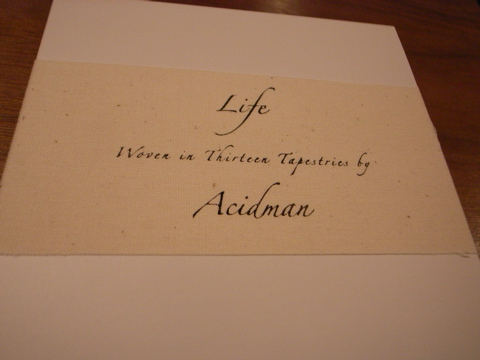 Life
Woven in Thirteen Tapestries by
Acidman